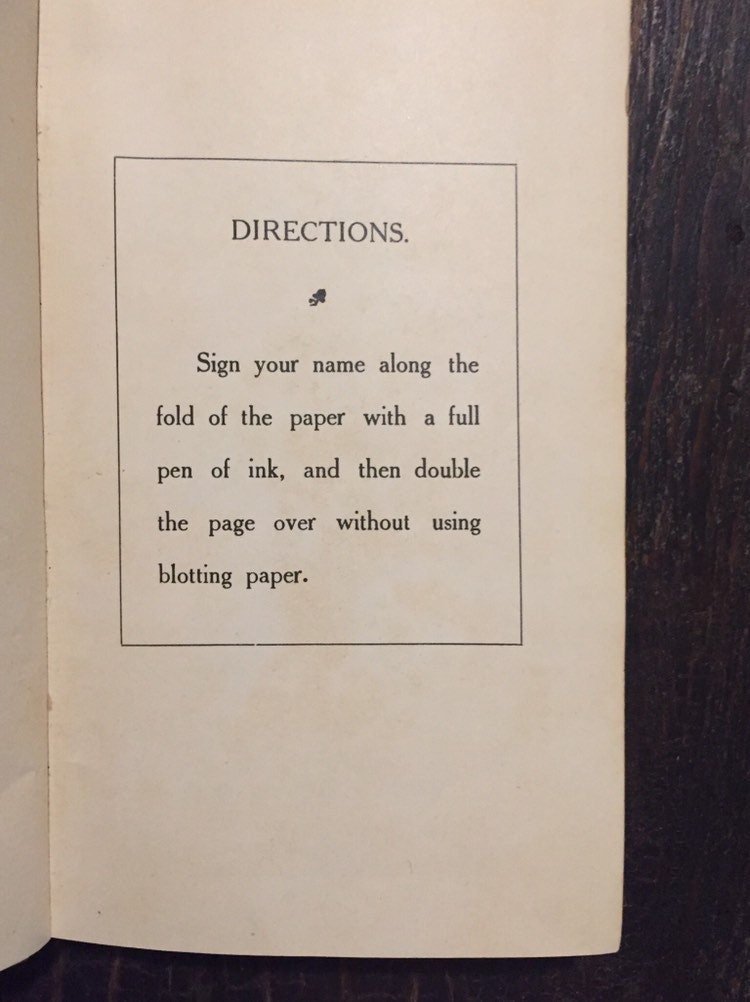 DIRECTIONS.
Sign your name along the
fold of the paper with a full
pen of ink, and then double
the page over without using
blotting paper.